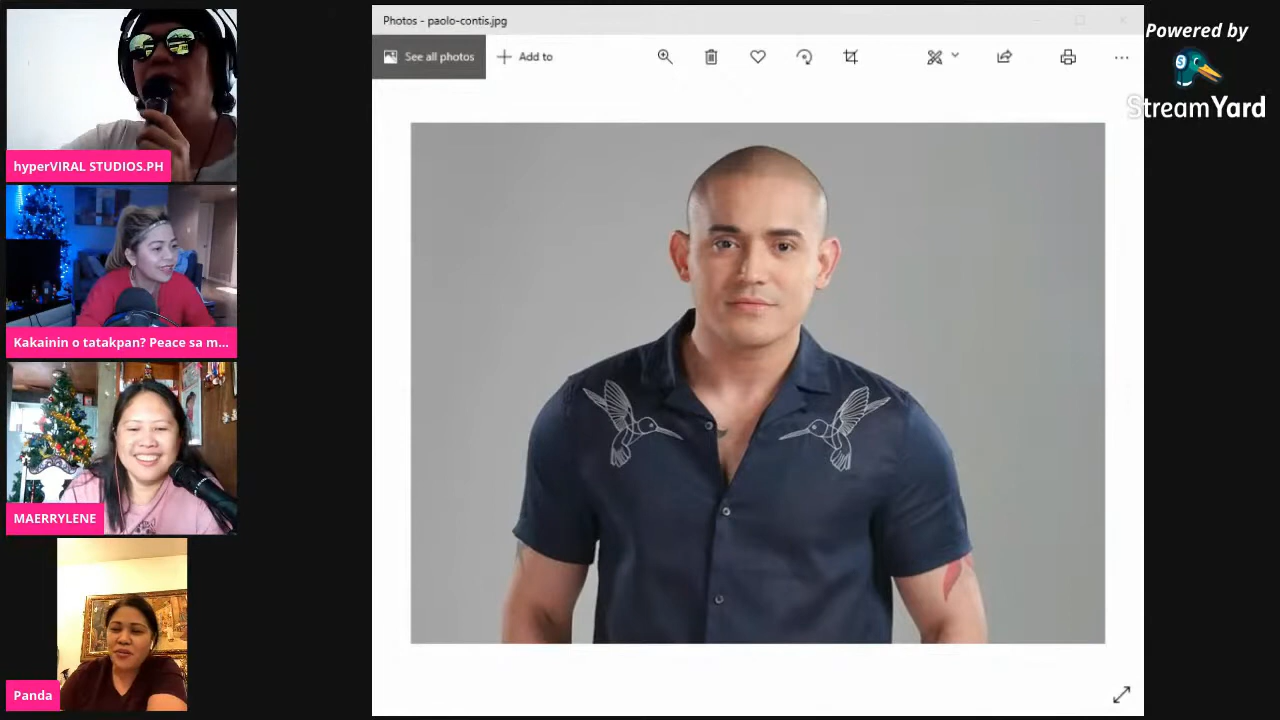 Photos - paolo-contis.jpg
See all photos
Add to
Powered by
StreamYard
hyperVIRAL STUDIOS.PH
Kakainin o tatakpan? Peace sa m...
MAERRYLENE
Panda